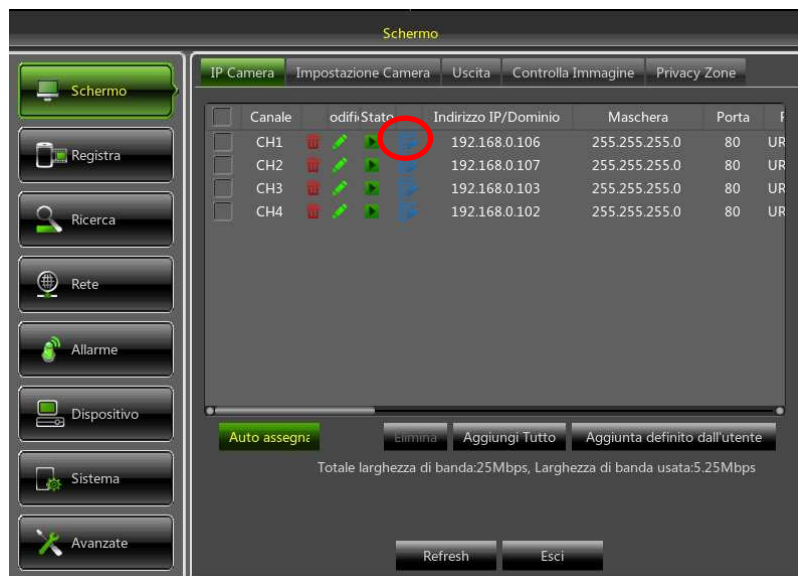 Schermo
Schermo
Registra
Ricerca
Rete
Allarme
Dispositivo
Sistema
Avanzate
IP Camera Impostazione Camera Uscita Controlla Immagine Privacy Zone
Canale odifi Stato Indirizzo IP/Dominio Maschera Porta
CH1 192.168.0.106 255.255.255.0 80 UR
CH2 192.168.0.107 255.255.255.0 80 UR
CH3 192.168.0.103 255.255.255.0 80 UR
CH4 192.168.0.102 255.255.255.0 80 UR
Auto assegna Elimina Aggiungi Tutto Aggiunta definito dall'utente
Totale larghezza di banda:25Mbps, Larghezza di banda usata:5.25Mbps
Refresh Esci